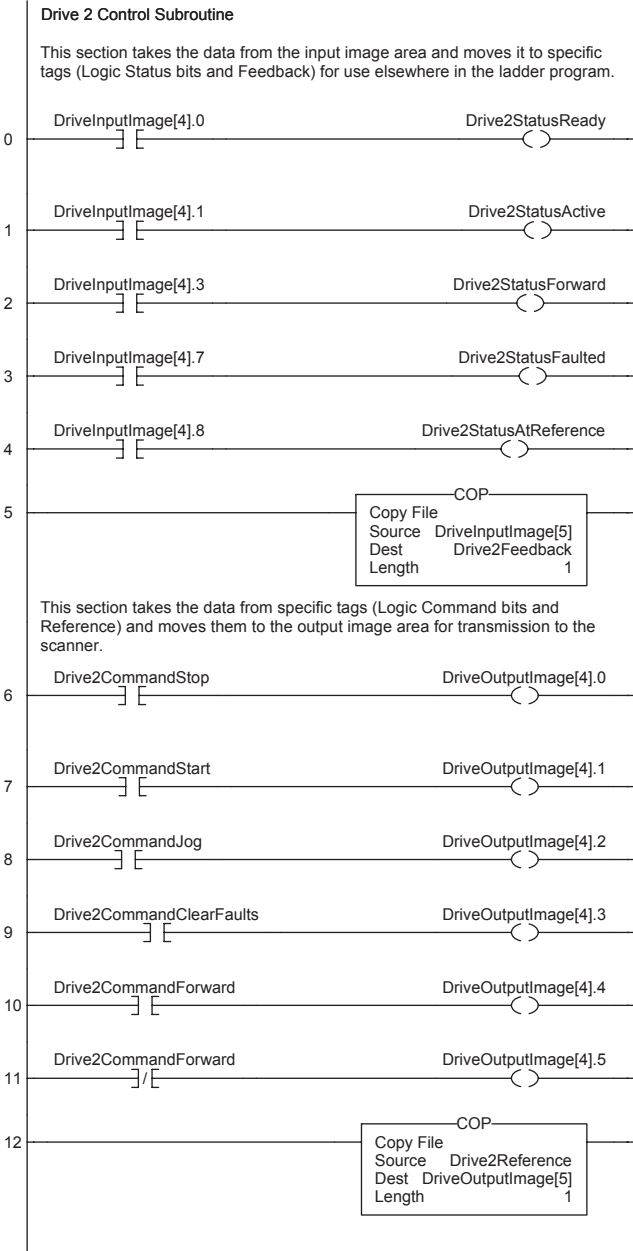 Drive 2 Control Subroutine
This section takes the data from the input image area and moves it to specific
tags (Logic Status bits and Feedback) for use elsewhere in the ladder program.
DriveInputImage[4].0 Drive2StatusReady
0
DriveInputImage[4].1 Drive2StatusActive
1
DriveInputImage[4].3 Drive2StatusForward
2
DriveInputImage[4].7 Drive2StatusFaulted
3
DriveInputImage[4].8 Drive2StatusAtReference
4
COP
5
Copy File
Source DriveInputImage[5]
Dest Drive2Feedback
Length 1
This section takes the data from specific tags (Logic Command bits and
Reference) and moves them to the output image area for transmission to the
scanner.
Drive2CommandStop DriveOutputImage[4].0
6
Drive2CommandStart DriveOutputImage[4].1
7
Drive2CommandJog DriveOutputImage[4].2
8
Drive2CommandClearFaults DriveOutputImage[4].3
9
Drive2CommandForward DriveOutputImage[4].4
10
Drive2CommandForward DriveOutputImage[4].5
11
COP
12
Copy File
Source Drive2Reference
Dest DriveOutputImage[5]
Length 1